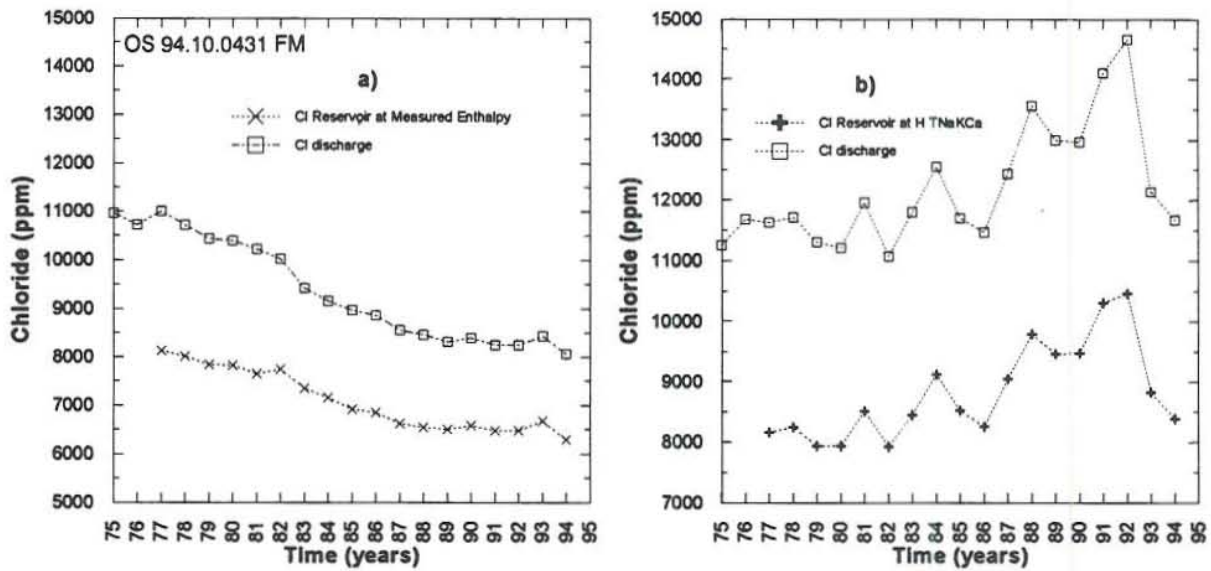 OS 94.10.0431 FM
a)
Cl Reservoir at Measured Enthalpy
Cl discharge
Chloride (ppm)
15000
14000
13000
12000
11000
10000
9000
8000
7000
6000
5000
75 76 77 78 79 80 81 82 83 84 85 86 87 88 89 90 91 92 93 94 95
Time (years)
b)
Cl Reservoir at H TNaKCa
Cl discharge
Chloride (ppm)
15000
14000
13000
12000
11000
10000
9000
8000
7000
75 76 77 78 79 80 81 82 83 84 85 86 87 88 89 90 91 92 93 94 95
Time (years)